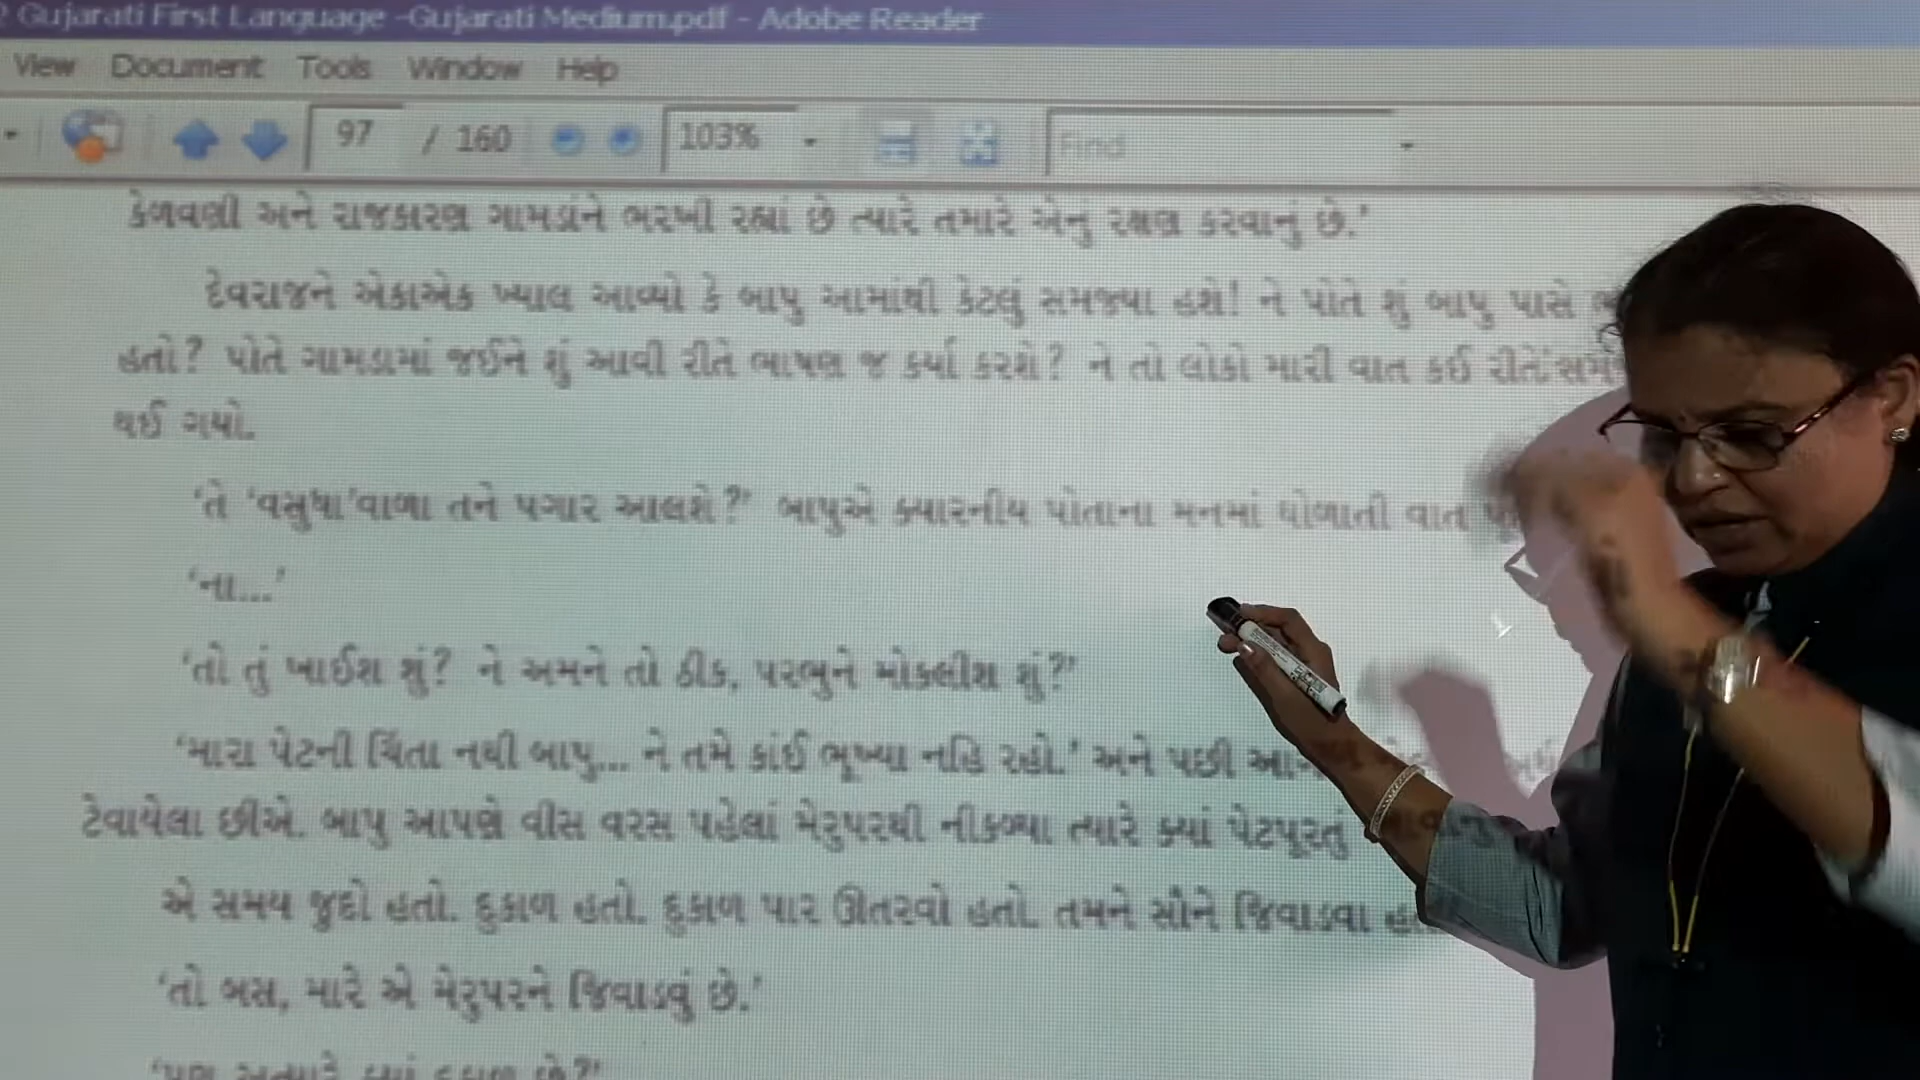 Gujarati First Language -Gujarati Medium.pdf - Adobe Reader
View Document Tools Window Help
97 / 160 103% Find
કેળવણી અને રાજકારણ ગામડાંને ભરખી રહ્યાં છે ત્યારે તમારે એનું રક્ષણ કરવાનું છે.'
દેવરાજને એકાએક ખ્યાલ આવ્યો કે બાપુ આમાંથી કેટલું સમજ્યા હશે! ને પોતે શું બાપુ પાસે
હતો? પોતે ગામડામાં જઈને શું આવી રીતે ભાષણ જ કર્યા કરશે? ને તો લોકો મારી વાત કઈ રીતે
થઈ ગયો.
'તે 'વસુધા'વાળા તને પગાર આલશે?' બાપુએ ક્યારનીય પોતાના મનમાં ઘોળાતી વાત
'ના...'
'તો તું ખાઈશ શું? ને અમને તો ઠીક, પરભુને મોકલીશ શું?'
'મારા પેટની ચિંતા નથી બાપુ... ને તમે કાંઈ ભૂખ્યા નહિ રહો.' અને પછી
ટેવાયેલા છીએ. બાપુ આપણે વીસ વરસ પહેલાં મેરુપરથી નીકળ્યા ત્યારે ક્યાં પેટપૂરતું
એ સમય જુદો હતો. દુકાળ હતો. દુકાળ પાર ઊતરવો હતો. તમને સૌને જિવાડવા
'તો બસ, મારે એ મેરુપરને જિવાડવું છે.'
'પણ અત્યારે ક્યાં દુકાળ છે?'